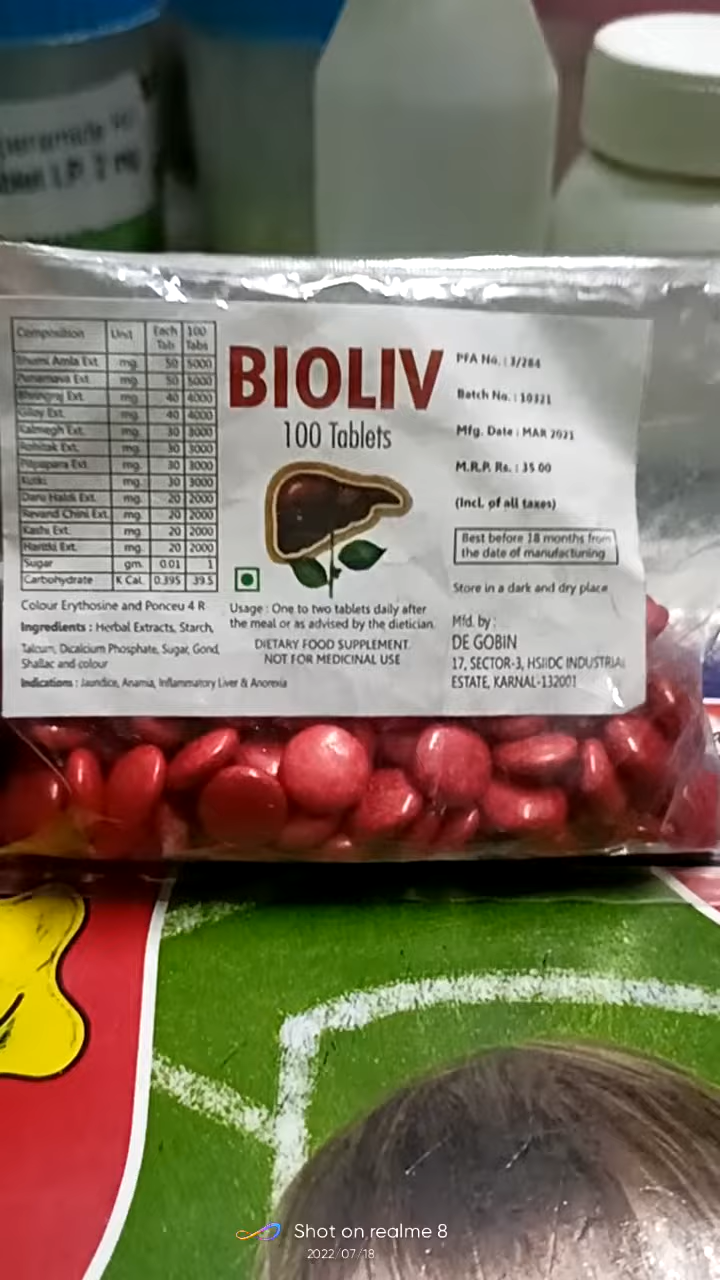 eramide
blet I.P. 2 mg
Composition Unit Each Tab 100 Tabs
Bhumi Amla Ext. mg. 50 5000
Punarnava Ext. mg. 50 5000
Bhringraj Ext. mg. 40 4000
Giloy Ext. mg. 40 4000
Kalmegh Ext. mg. 30 3000
Rohitak Ext. mg. 30 3000
Pitpapara Ext. mg. 30 3000
Kutki mg. 30 3000
Daru Haldi Ext. mg. 20 2000
Revand Chini Ext. mg. 20 2000
Kashi Ext. mg. 20 2000
Haritki Ext. mg. 20 2000
Sugar gm. 0.01 1
Carbohydrate K Cal. 0.395 39.5
Colour Erythosine and Ponceu 4 R
Ingredients : Herbal Extracts, Starch,
Talcum, Dicalcium Phosphate, Sugar, Gond,
Shallac and colour
Indications : Jaundice, Anamia, Inflammatory Liver & Anorexia
BIOLIV
100 Tablets
Usage : One to two tablets daily after
the meal or as advised by the dietician.
DIETARY FOOD SUPPLEMENT.
NOT FOR MEDICINAL USE
PFA No. : 3/284
Batch No. : 10321
Mfg. Date : MAR 2021
M.R.P. Rs. : 35.00
(Incl. of all taxes)
Best before 18 months from
the date of manufacturing
Store in a dark and dry place
Mfd. by :
DE GOBIN
17, SECTOR-3, HSIIDC INDUSTRIAL
ESTATE, KARNAL-132001
Shot on realme 8
2022/07/18